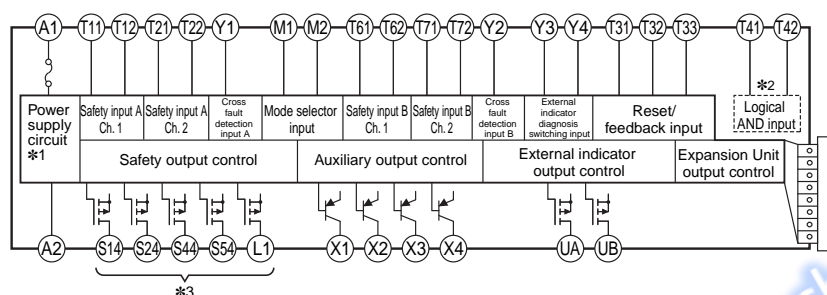 A1 T11 T12 T21 T22 Y1 M1 M2 T61 T62 T71 T72 Y2 Y3 Y4 T31 T32 T33 T41 T42
*2
Power supply circuit *1
Safety input A Ch. 1
Safety input A Ch. 2
Cross fault detection input A
Mode selector input
Safety input B Ch. 1
Safety input B Ch. 2
Cross fault detection input B
External indicator diagnosis switching input
Reset/ feedback input
Logical AND input
Safety output control
Auxiliary output control
External indicator output control
Expansion Unit output control
A2 S14 S24 S44 S54 L1 X1 X2 X3 X4 UA UB
*3